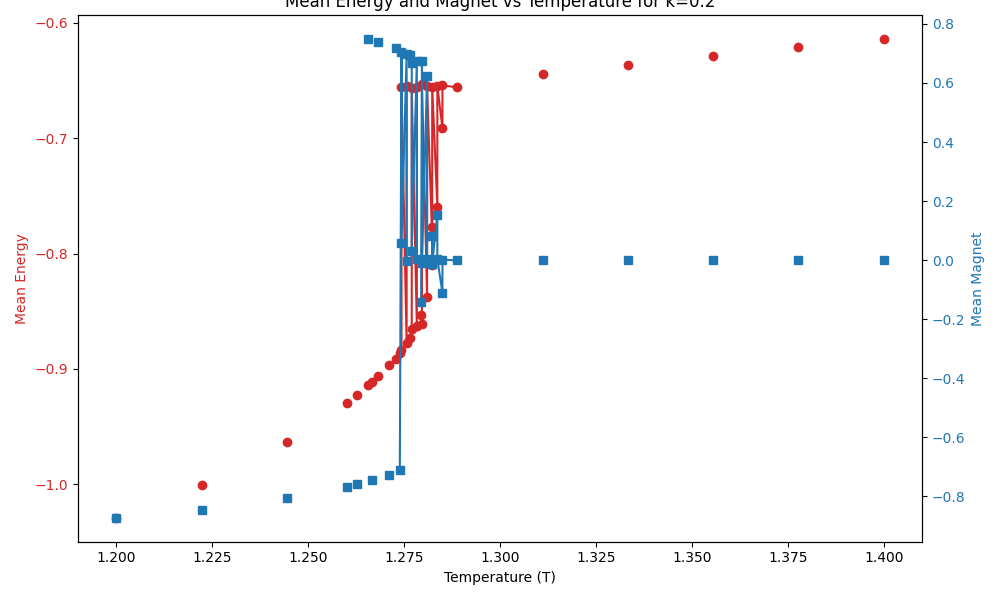 Mean Energy and Magnet vs Temperature for k=0.2
−0.6
−0.7
−0.8
−0.9
−1.0
Mean Energy
0.8
0.6
0.4
0.2
0.0
−0.2
−0.4
−0.6
−0.8
Mean Magnet
1.200 1.225 1.250 1.275 1.300 1.325 1.350 1.375 1.400
Temperature (T)